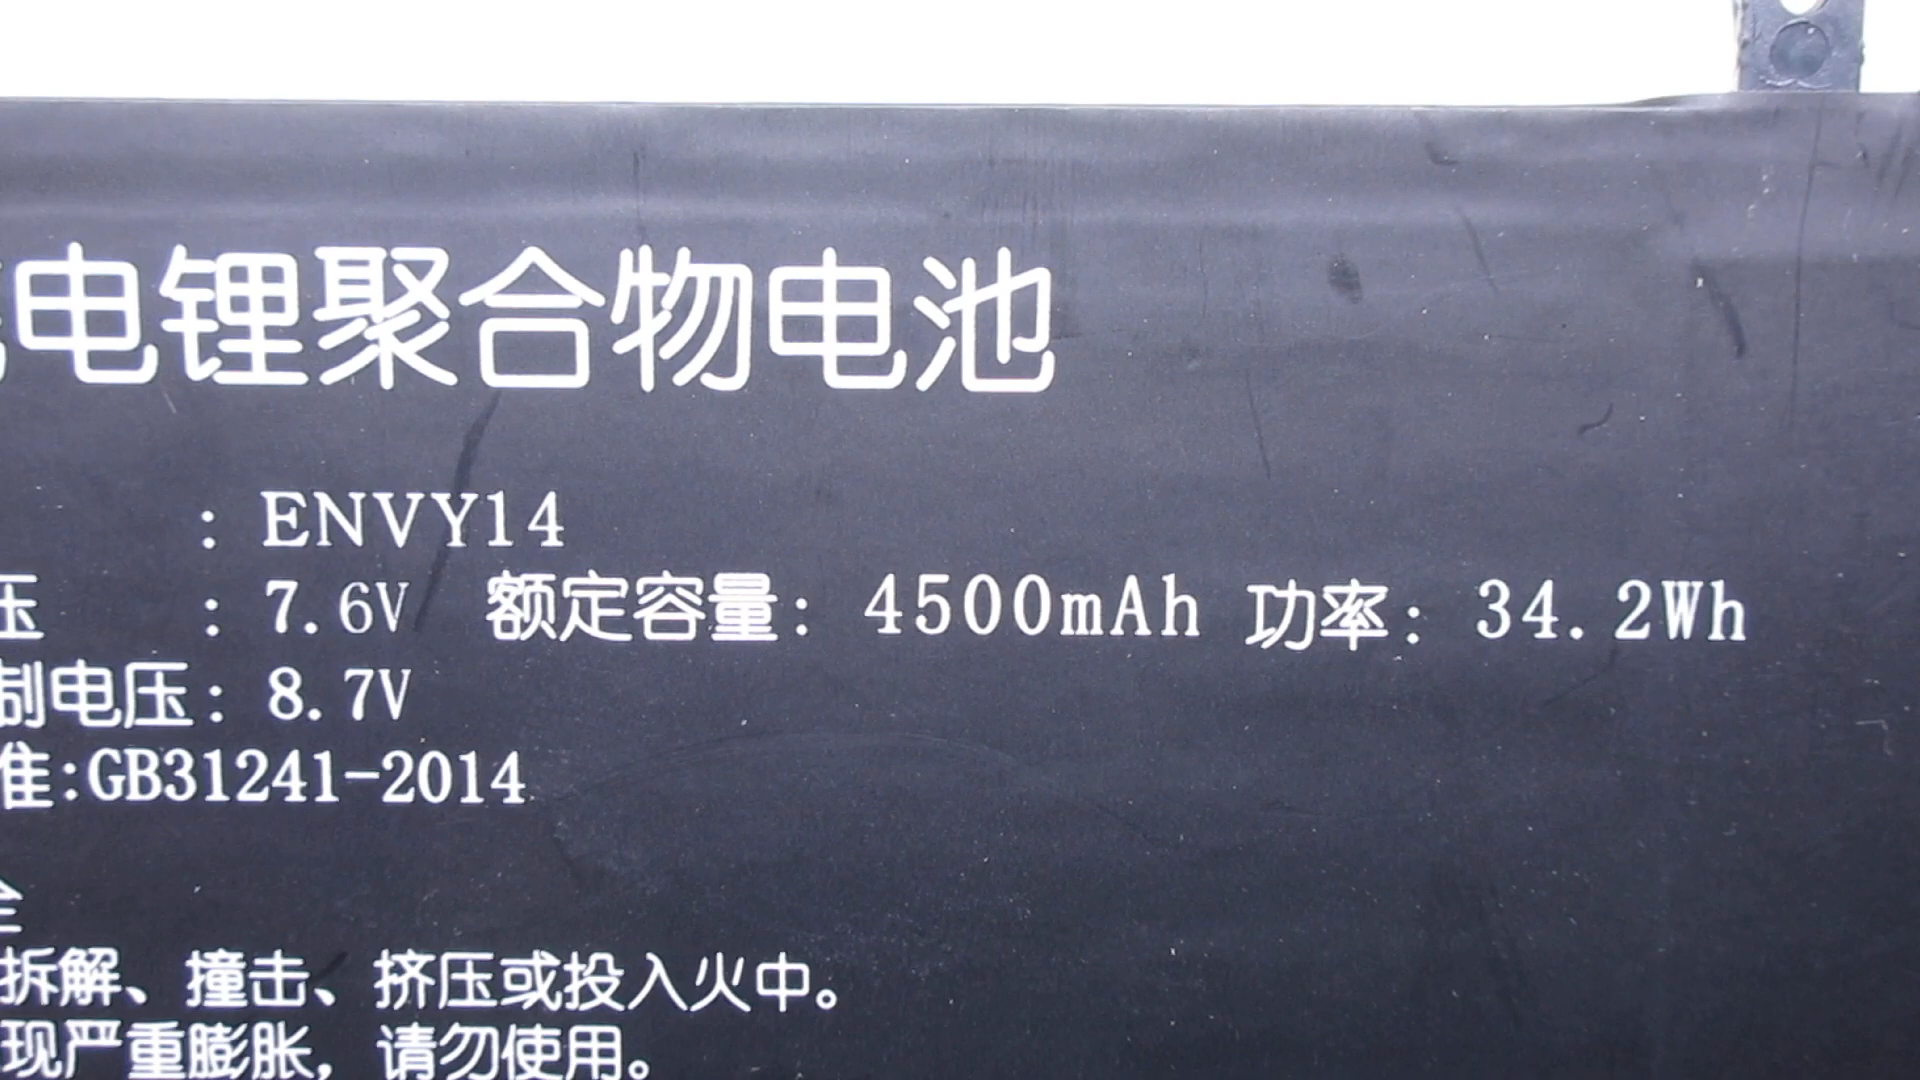 电锂聚合物电池
: ENVY14
压 : 7.6V 额定容量: 4500mAh 功率: 34.2Wh
制电压: 8.7V
准:GB31241-2014
全
拆解、撞击、挤压或投入火中。
现严重膨胀，请勿使用。